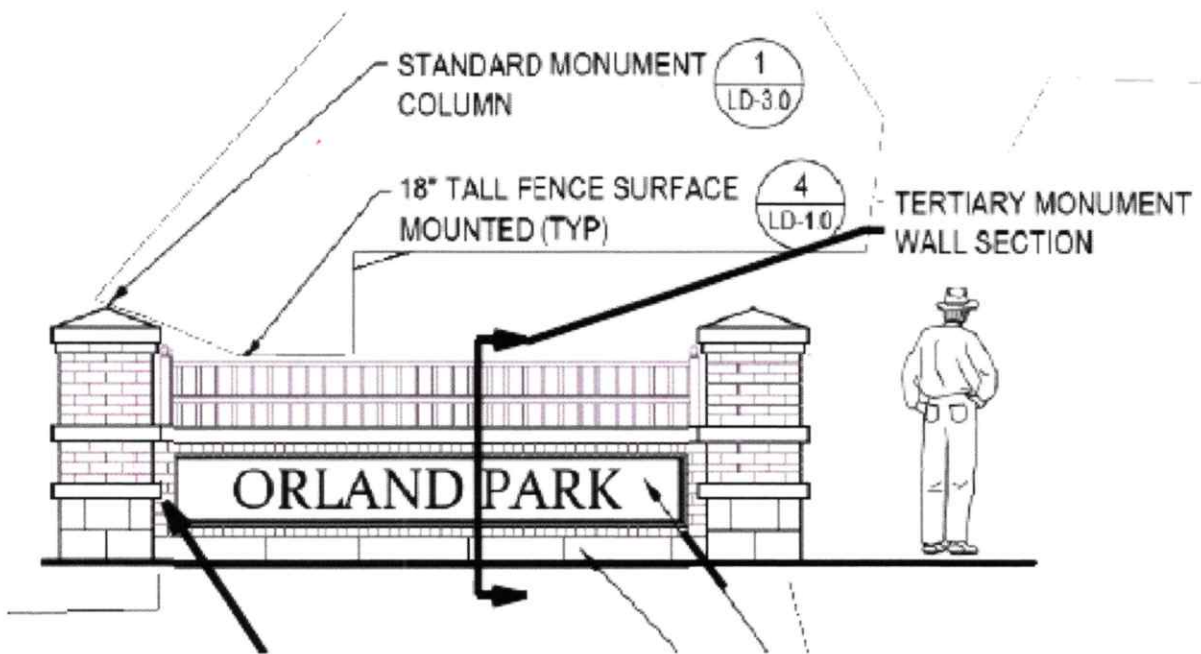 STANDARD MONUMENT
COLUMN
1
LD-3.0
18" TALL FENCE SURFACE
MOUNTED (TYP)
4
LD-1.0
TERTIARY MONUMENT
WALL SECTION
ORLAND PARK